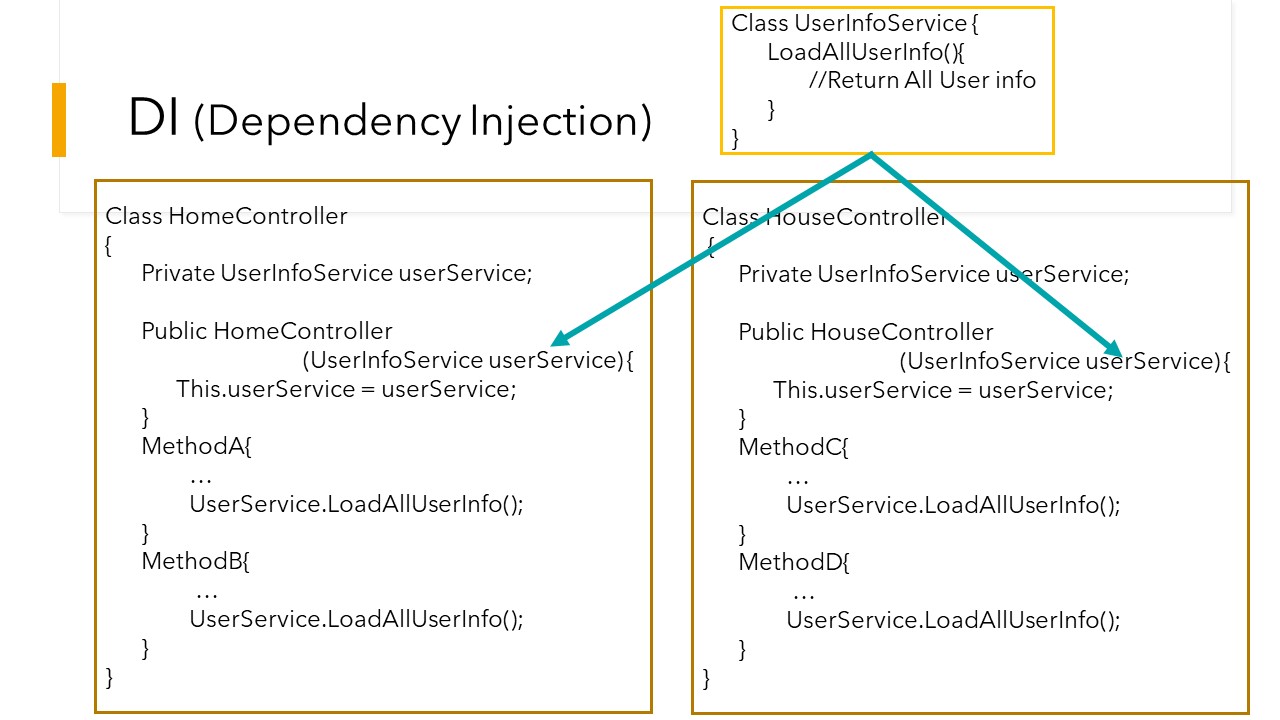 DI (Dependency Injection)
Class UserInfoService {
LoadAllUserInfo(){
//Return All User info
}
}
Class HomeController
{
Private UserInfoService userService;
Public HomeController
(UserInfoService userService){
This.userService = userService;
}
MethodA{
…
UserService.LoadAllUserInfo();
}
MethodB{
…
UserService.LoadAllUserInfo();
}
}
Class HouseController
{
Private UserInfoService userService;
Public HouseController
(UserInfoService userService){
This.userService = userService;
}
MethodC{
…
UserService.LoadAllUserInfo();
}
MethodD{
…
UserService.LoadAllUserInfo();
}
}